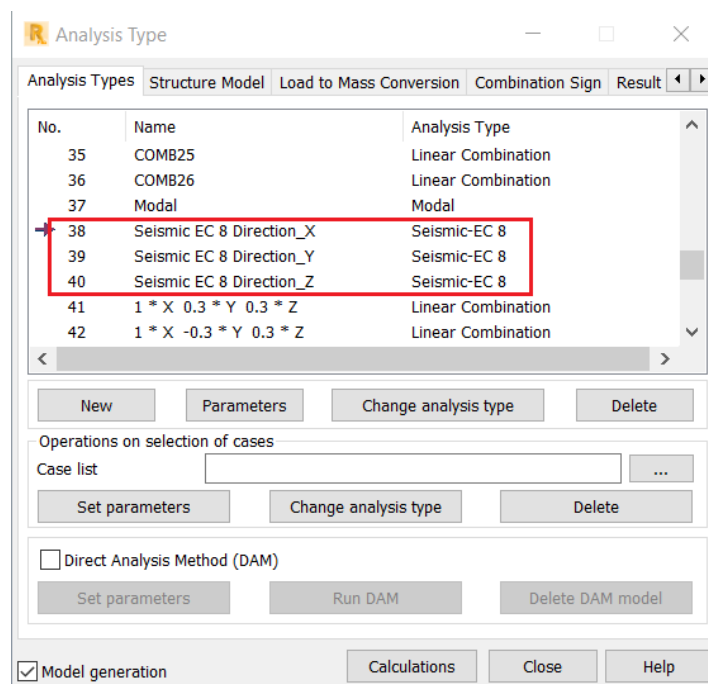 Analysis Type
Analysis Types Structure Model Load to Mass Conversion Combination Sign Result
No. Name Analysis Type
35 COMB25 Linear Combination
36 COMB26 Linear Combination
37 Modal Modal
38 Seismic EC 8 Direction_X Seismic-EC 8
39 Seismic EC 8 Direction_Y Seismic-EC 8
40 Seismic EC 8 Direction_Z Seismic-EC 8
41 1 * X 0.3 * Y 0.3 * Z Linear Combination
42 1 * X -0.3 * Y 0.3 * Z Linear Combination
New Parameters Change analysis type Delete
Operations on selection of cases
Case list ...
Set parameters Change analysis type Delete
Direct Analysis Method (DAM)
Set parameters Run DAM Delete DAM model
Model generation Calculations Close Help